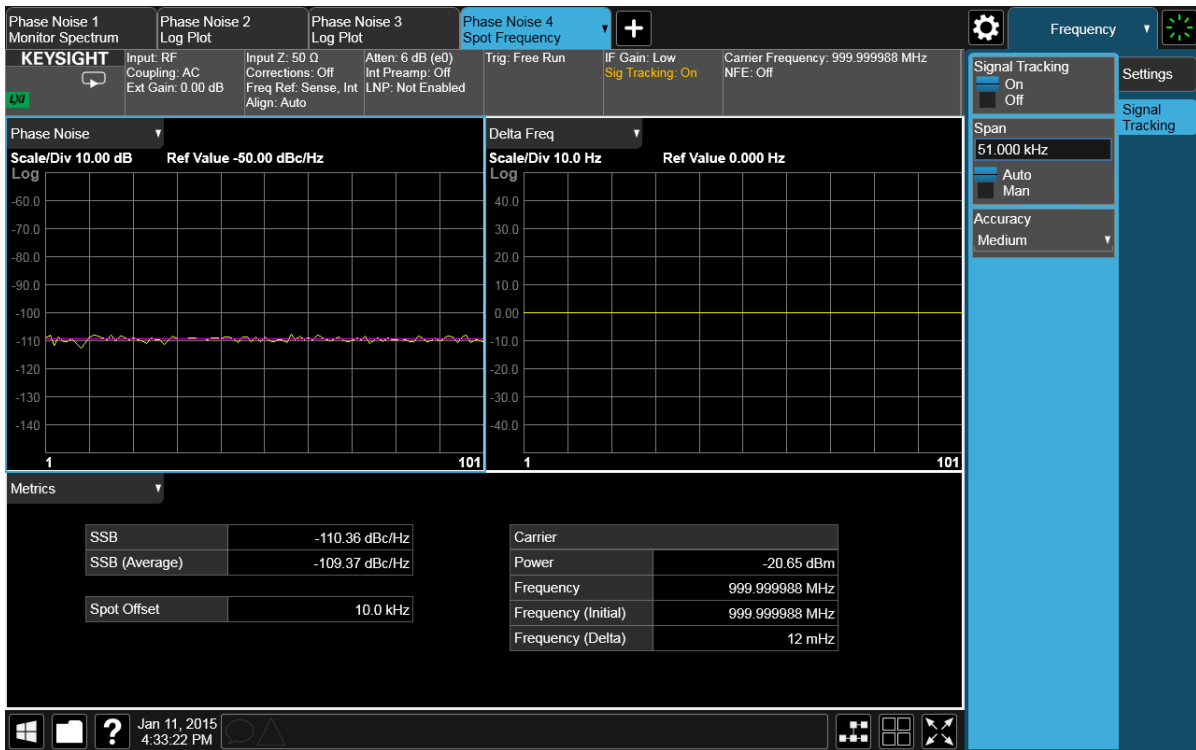 Phase Noise 1
Monitor Spectrum
Phase Noise 2
Log Plot
Phase Noise 3
Log Plot
Phase Noise 4
Spot Frequency
Frequency
KEYSIGHT
LXI
Input: RF
Coupling: AC
Ext Gain: 0.00 dB
Input Z: 50 Ω
Corrections: Off
Freq Ref: Sense, Int
Align: Auto
Atten: 6 dB (e0)
Int Preamp: Off
LNP: Not Enabled
Trig: Free Run
IF Gain: Low
Sig Tracking: On
Carrier Frequency: 999.999988 MHz
NFE: Off
Phase Noise
Scale/Div 10.00 dB Ref Value -50.00 dBc/Hz
Log
-60.0
-70.0
-80.0
-90.0
-100
-110
-120
-130
-140
1 101
Delta Freq
Scale/Div 10.0 Hz Ref Value 0.000 Hz
Log
40.0
30.0
20.0
10.0
0.00
-10.0
-20.0
-30.0
-40.0
1 101
Metrics
SSB -110.36 dBc/Hz
SSB (Average) -109.37 dBc/Hz
Spot Offset 10.0 kHz
Carrier
Power -20.65 dBm
Frequency 999.999988 MHz
Frequency (Initial) 999.999988 MHz
Frequency (Delta) 12 mHz
Signal Tracking
On
Off
Span
51.000 kHz
Auto
Man
Accuracy
Medium
Settings
Signal
Tracking
?
Jan 11, 2015
4:33:22 PM